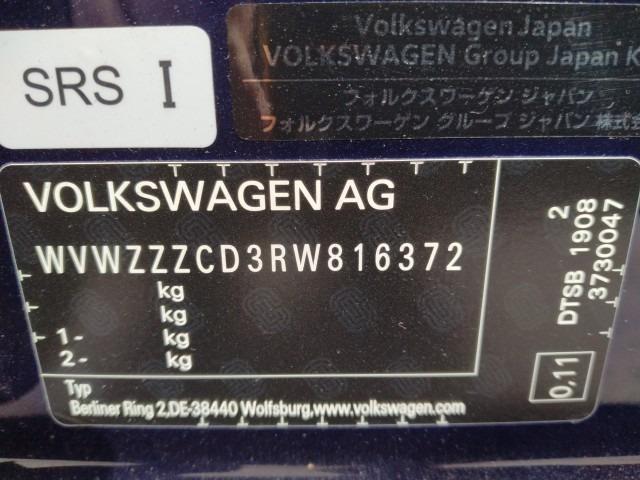 SRS I
Volkswagen Japan
VOLKSWAGEN Group Japan K
フォルクスワーゲン ジャパン
フォルクスワーゲン グループ ジャパン 株式会
VOLKSWAGEN AG
WVWZZZCD3RW816372
kg
kg
1- kg
2- kg
Typ
Berliner Ring 2,DE-38440 Wolfsburg,www.volkswagen.com
2
DTSB 1908
3730047
0,11